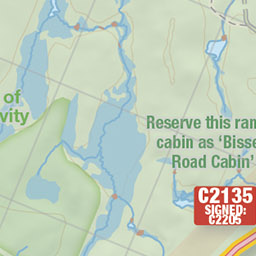 of
vity
Reserve this ran
cabin as ‘Bisse
Road Cabin’
C2135
SIGNED:
C2205